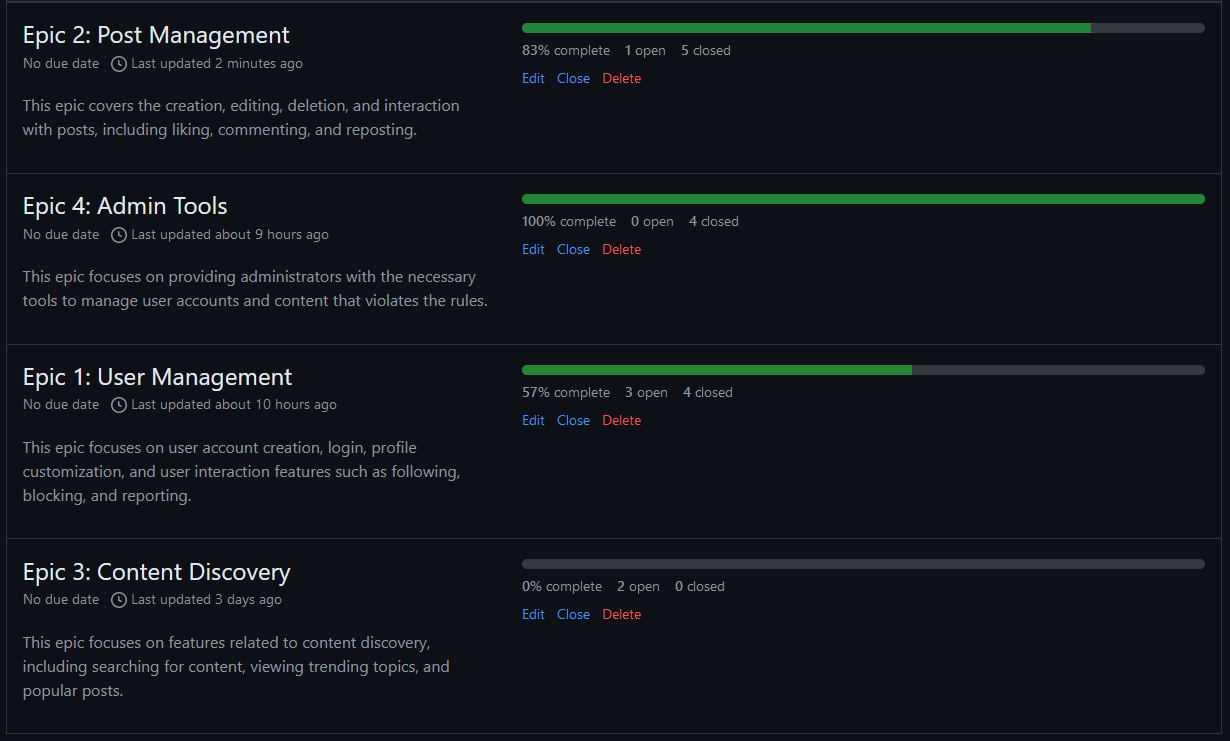 Epic 2: Post Management
No due date Last updated 2 minutes ago
This epic covers the creation, editing, deletion, and interaction
with posts, including liking, commenting, and reposting.
83% complete 1 open 5 closed
Edit Close Delete
Epic 4: Admin Tools
No due date Last updated about 9 hours ago
This epic focuses on providing administrators with the necessary
tools to manage user accounts and content that violates the rules.
100% complete 0 open 4 closed
Edit Close Delete
Epic 1: User Management
No due date Last updated about 10 hours ago
This epic focuses on user account creation, login, profile
customization, and user interaction features such as following,
blocking, and reporting.
57% complete 3 open 4 closed
Edit Close Delete
Epic 3: Content Discovery
No due date Last updated 3 days ago
This epic focuses on features related to content discovery,
including searching for content, viewing trending topics, and
popular posts.
0% complete 2 open 0 closed
Edit Close Delete